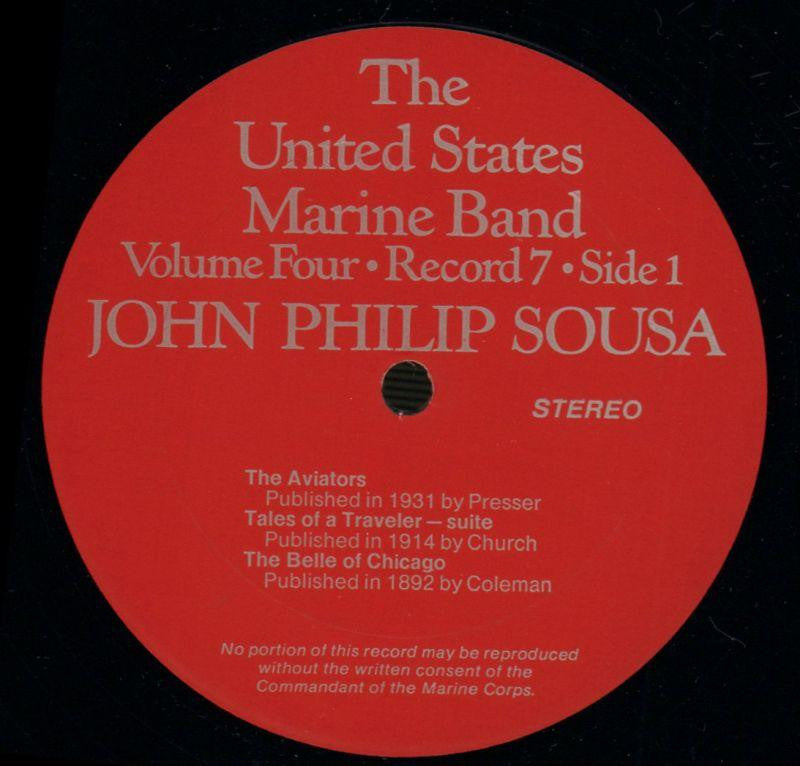 The
United States
Marine Band
Volume Four • Record 7 • Side 1
JOHN PHILIP SOUSA
STEREO
The Aviators
Published in 1931 by Presser
Tales of a Traveler — suite
Published in 1914 by Church
The Belle of Chicago
Published in 1892 by Coleman
No portion of this record may be reproduced
without the written consent of the
Commandant of the Marine Corps.